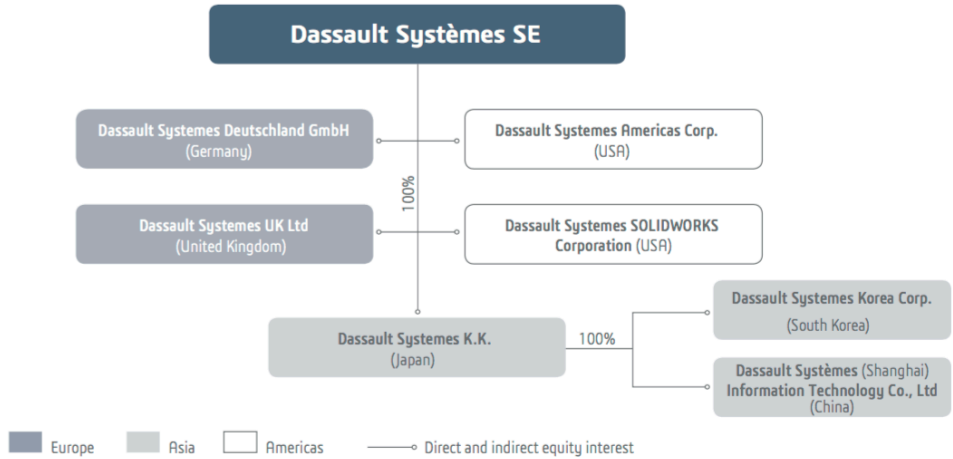 Dassault Systèmes SE
Dassault Systemes Deutschland GmbH
(Germany)
Dassault Systemes Americas Corp.
(USA)
100%
Dassault Systemes UK Ltd
(United Kingdom)
Dassault Systemes SOLIDWORKS
Corporation (USA)
Dassault Systemes K.K.
(Japan)
100%
Dassault Systemes Korea Corp.
(South Korea)
Dassault Systèmes (Shanghai)
Information Technology Co., Ltd
(China)
Europe
Asia
Americas
Direct and indirect equity interest